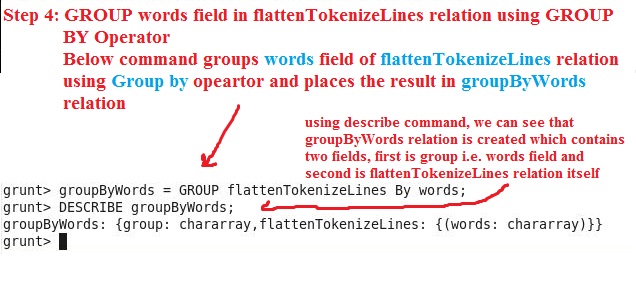 Step 4: GROUP words field in flattenTokenizeLines relation using GROUP
BY Operator
Below command groups words field of flattenTokenizeLines relation
using Group by opeartor and places the result in groupByWords
relation
using describe command, we can see that
groupByWords relation is created which contains
two fields, first is group i.e. words field and
second is flattenTokenizeLines relation itself
grunt> groupByWords = GROUP flattenTokenizeLines By words;
grunt> DESCRIBE groupByWords;
groupByWords: {group: chararray,flattenTokenizeLines: {(words: chararray)}}
grunt>